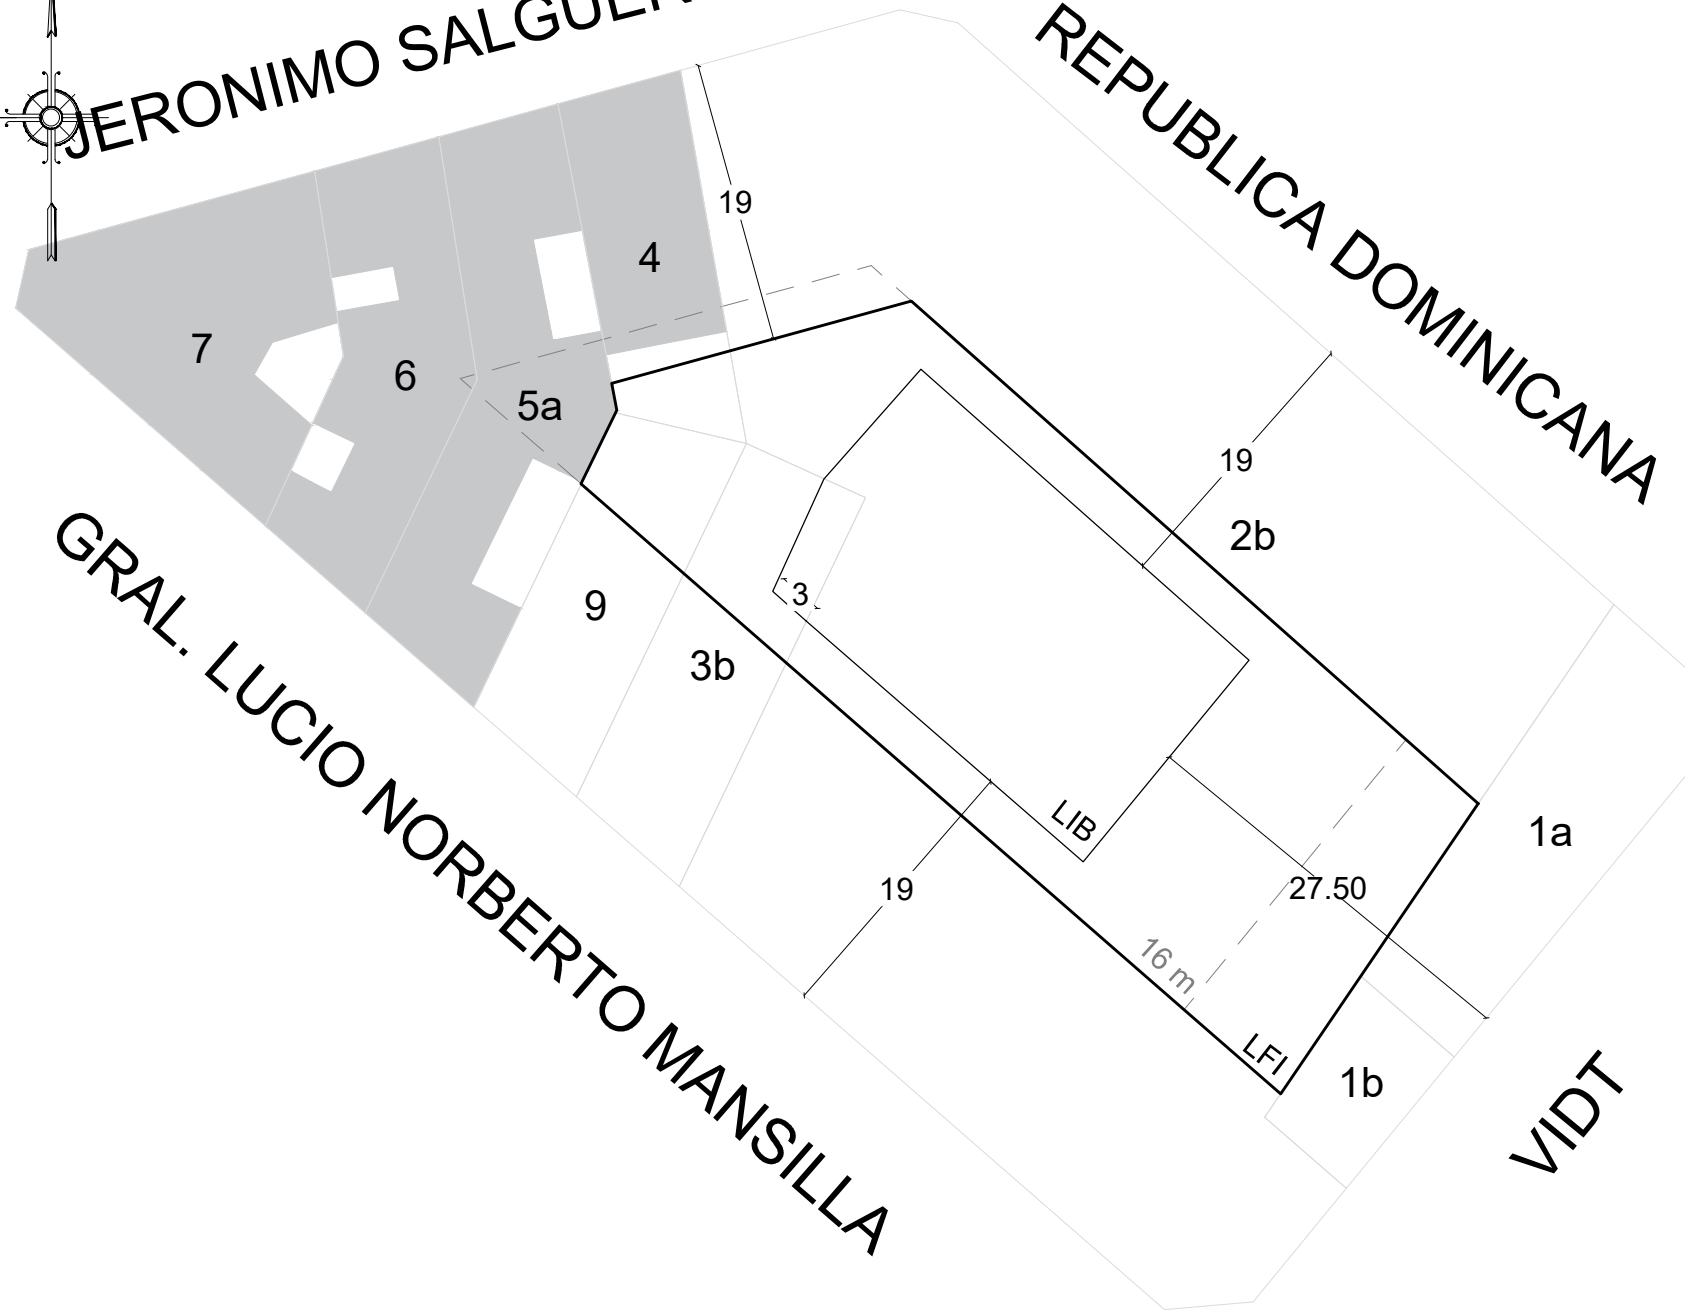 REPUBLICA DOMINICANA
19
4
7
6
5a
19
2b
9
3
3b
LIB
1a
19
27.50
16 m
LFI
1b
GRAL. LUCIO NORBERTO MANSILLA
VIDT
JERONIMO